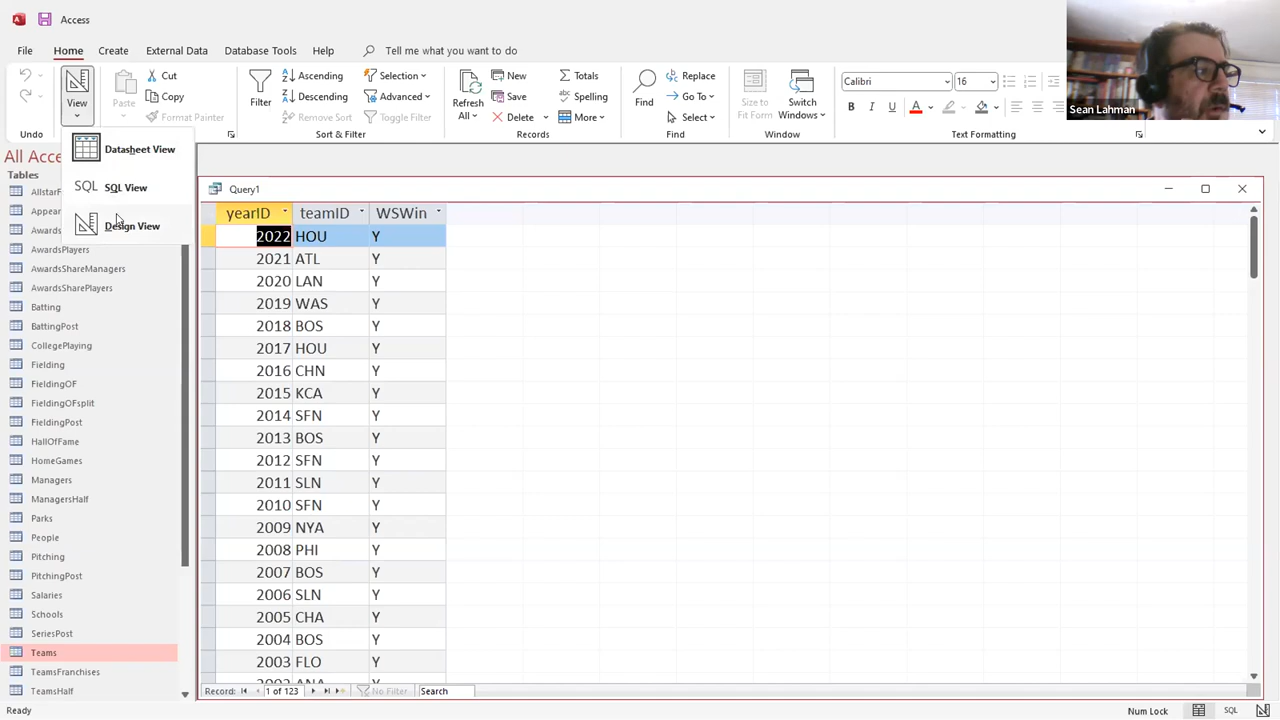 Access
File Home Create External Data Database Tools Help Tell me what you want to do
View Paste Cut Copy Format Painter Filter Ascending Descending Selection Advanced Refresh All New Save Delete Totals Spelling More Find Replace Go To Select Size to Fit Form Switch Windows Calibri 16 B I U A
Sean Lahman
Undo Sort & Filter Records Find Window Text Formatting
Datasheet View
SQL SQL View
Design View
All Acce
Tables
AllstarF
Appear
Awards
AwardsPlayers
AwardsShareManagers
AwardsSharePlayers
Batting
BattingPost
CollegePlaying
Fielding
FieldingOF
FieldingOFsplit
FieldingPost
HallOfFame
HomeGames
Managers
ManagersHalf
Parks
People
Pitching
PitchingPost
Salaries
Schools
SeriesPost
Teams
TeamsFranchises
TeamsHalf
Query1
yearID teamID WSWin
2022 HOU Y
2021 ATL Y
2020 LAN Y
2019 WAS Y
2018 BOS Y
2017 HOU Y
2016 CHN Y
2015 KCA Y
2014 SFN Y
2013 BOS Y
2012 SFN Y
2011 SLN Y
2010 SFN Y
2009 NYA Y
2008 PHI Y
2007 BOS Y
2006 SLN Y
2005 CHA Y
2004 BOS Y
2003 FLO Y
2002 ANA Y
Record: 1 of 123 No Filter Search
Ready Num Lock SQL